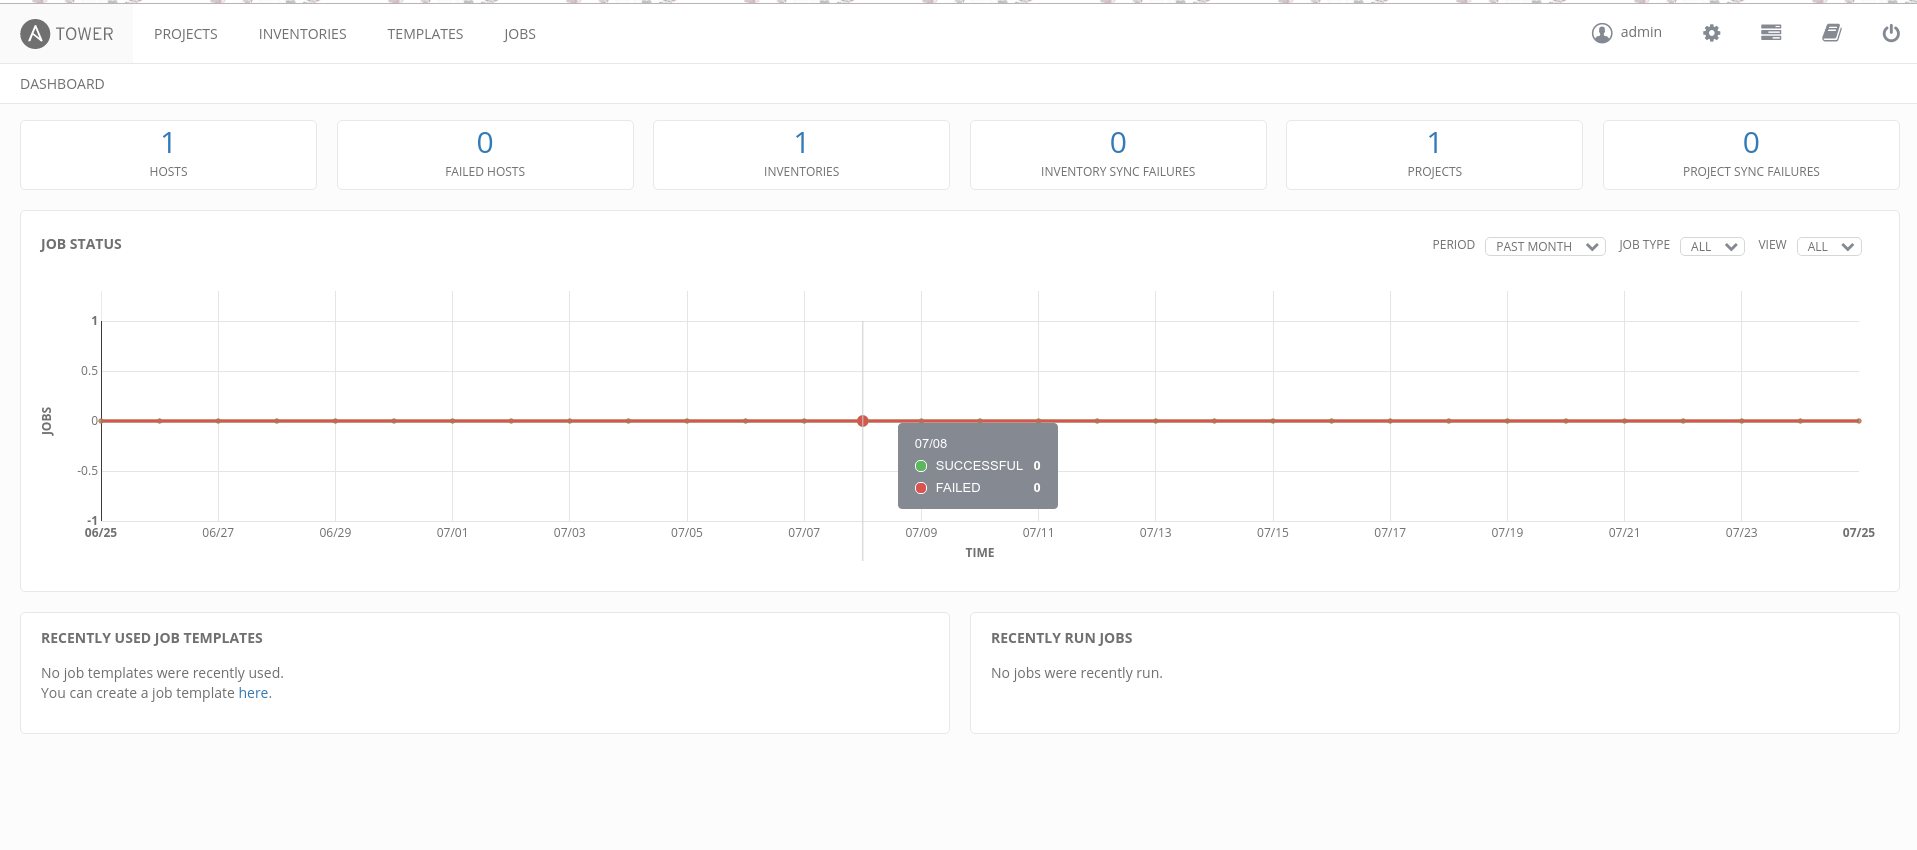 A TOWER PROJECTS INVENTORIES TEMPLATES JOBS admin
DASHBOARD
1 0 1 0 1 0
HOSTS FAILED HOSTS INVENTORIES INVENTORY SYNC FAILURES PROJECTS PROJECT SYNC FAILURES
JOB STATUS PERIOD PAST MONTH JOB TYPE ALL VIEW ALL
1
0.5
0
-0.5
-1
JOBS
07/08
SUCCESSFUL 0
FAILED 0
06/25 06/27 06/29 07/01 07/03 07/05 07/07 07/09 07/11 07/13 07/15 07/17 07/19 07/21 07/23 07/25
TIME
RECENTLY USED JOB TEMPLATES
No job templates were recently used.
You can create a job template here.
RECENTLY RUN JOBS
No jobs were recently run.